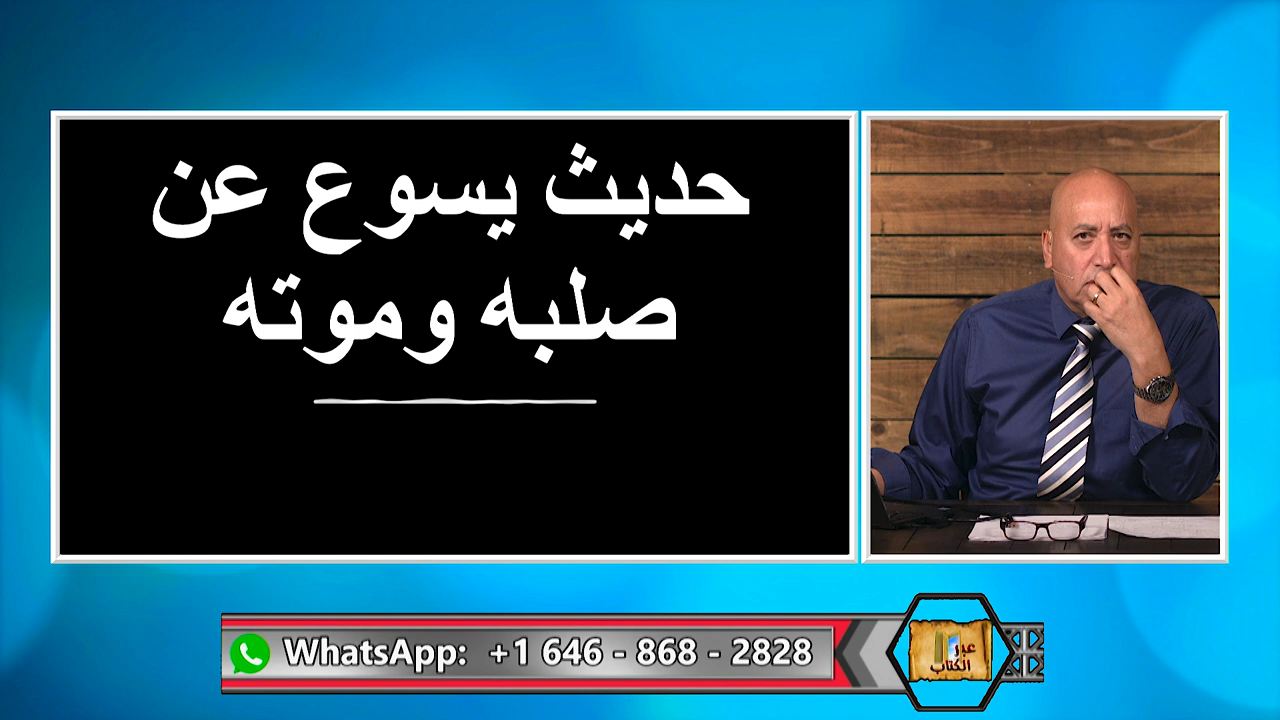 حديث يسوع عن
صلبه وموته
WhatsApp: +1 646 - 868 - 2828
عبر
الكتاب